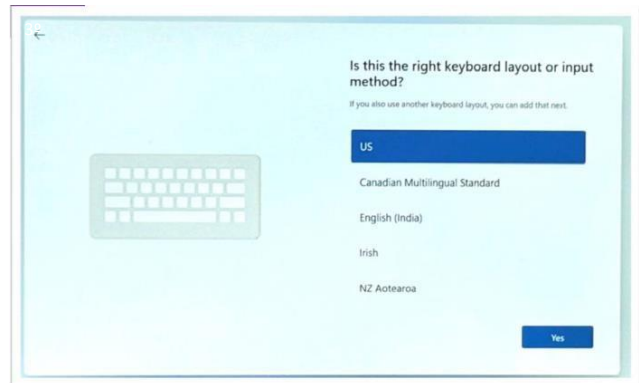 Is this the right keyboard layout or input
method?
If you also use another keyboard layout, you can add that next.
US
Canadian Multilingual Standard
English (India)
Irish
NZ Aotearoa
Yes